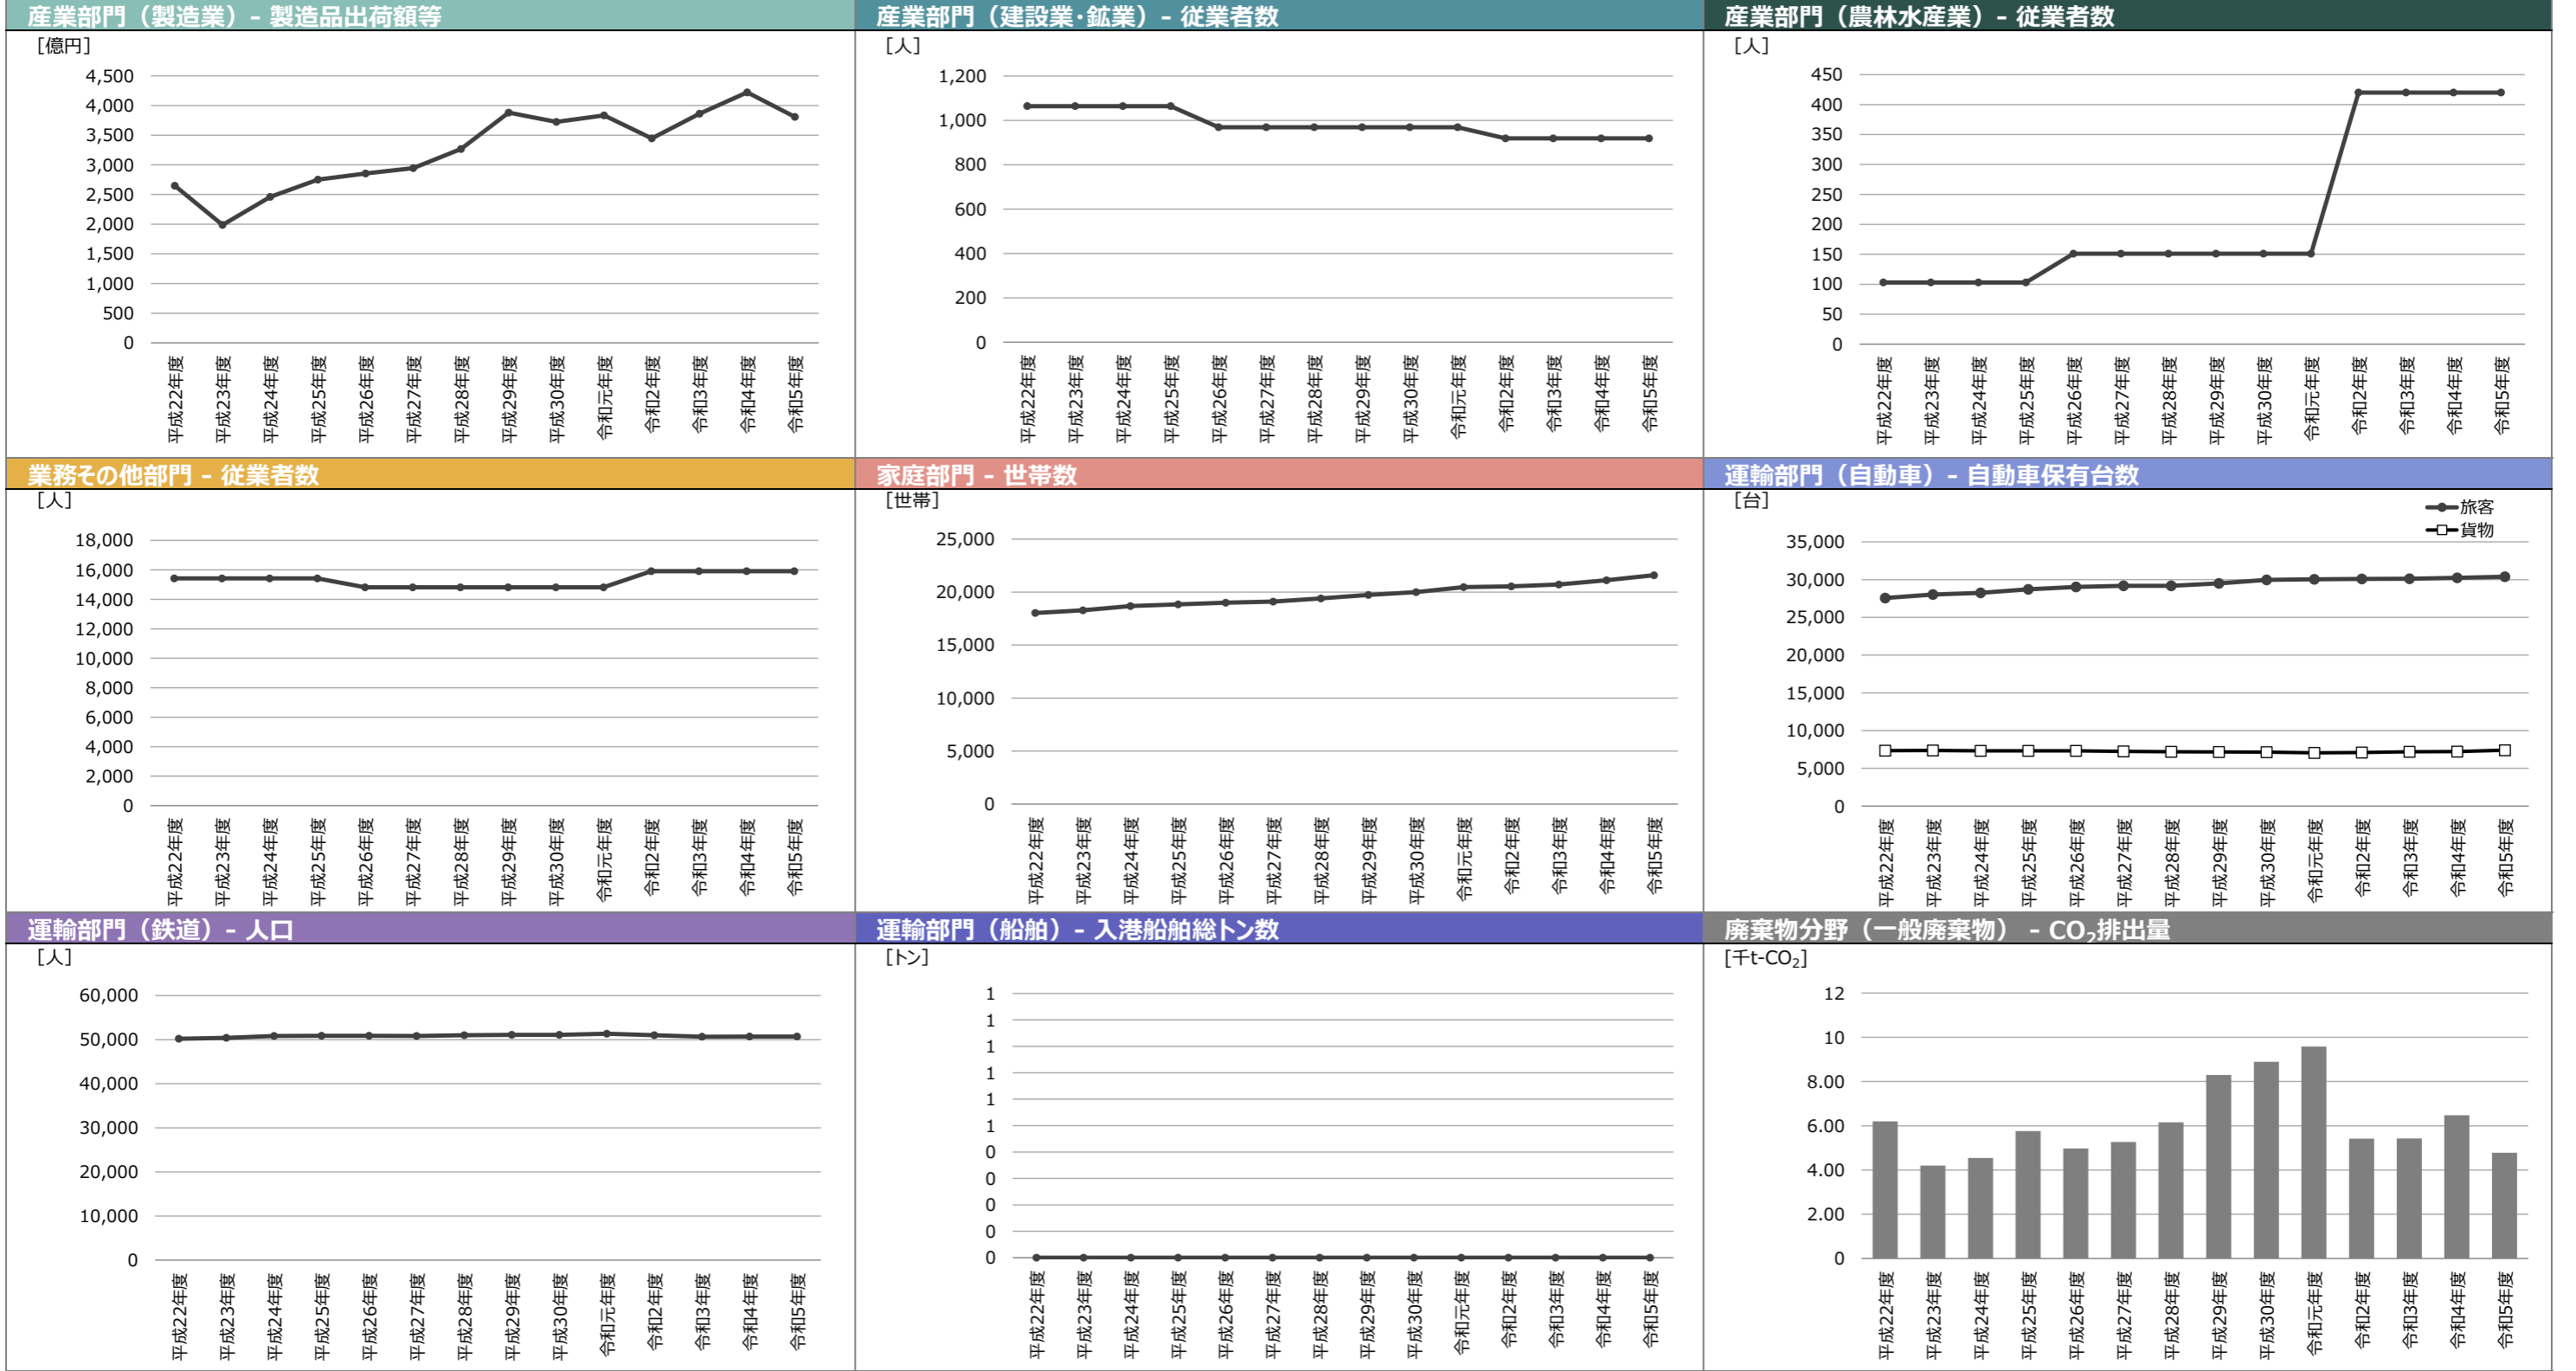 産業部門（製造業）- 製造品出荷額等
[億円]
4,500
4,000
3,500
3,000
2,500
2,000
1,500
1,000
500
0
平成22年度
平成23年度
平成24年度
平成25年度
平成26年度
平成27年度
平成28年度
平成29年度
平成30年度
令和元年度
令和2年度
令和3年度
令和4年度
令和5年度
産業部門（建設業・鉱業）- 従業者数
[人]
1,200
1,000
800
600
400
200
0
平成22年度
平成23年度
平成24年度
平成25年度
平成26年度
平成27年度
平成28年度
平成29年度
平成30年度
令和元年度
令和2年度
令和3年度
令和4年度
令和5年度
産業部門（農林水産業）- 従業者数
[人]
450
400
350
300
250
200
150
100
50
0
平成22年度
平成23年度
平成24年度
平成25年度
平成26年度
平成27年度
平成28年度
平成29年度
平成30年度
令和元年度
令和2年度
令和3年度
令和4年度
令和5年度
業務その他部門 - 従業者数
[人]
18,000
16,000
14,000
12,000
10,000
8,000
6,000
4,000
2,000
0
平成22年度
平成23年度
平成24年度
平成25年度
平成26年度
平成27年度
平成28年度
平成29年度
平成30年度
令和元年度
令和2年度
令和3年度
令和4年度
令和5年度
家庭部門 - 世帯数
[世帯]
25,000
20,000
15,000
10,000
5,000
0
平成22年度
平成23年度
平成24年度
平成25年度
平成26年度
平成27年度
平成28年度
平成29年度
平成30年度
令和元年度
令和2年度
令和3年度
令和4年度
令和5年度
運輸部門（自動車）- 自動車保有台数
[台]
旅客
貨物
35,000
30,000
25,000
20,000
15,000
10,000
5,000
0
平成22年度
平成23年度
平成24年度
平成25年度
平成26年度
平成27年度
平成28年度
平成29年度
平成30年度
令和元年度
令和2年度
令和3年度
令和4年度
令和5年度
運輸部門（鉄道）- 人口
[人]
60,000
50,000
40,000
30,000
20,000
10,000
0
平成22年度
平成23年度
平成24年度
平成25年度
平成26年度
平成27年度
平成28年度
平成29年度
平成30年度
令和元年度
令和2年度
令和3年度
令和4年度
令和5年度
運輸部門（船舶）- 入港船舶総トン数
[トン]
1
1
1
1
1
1
0
0
0
0
0
平成22年度
平成23年度
平成24年度
平成25年度
平成26年度
平成27年度
平成28年度
平成29年度
平成30年度
令和元年度
令和2年度
令和3年度
令和4年度
令和5年度
廃棄物分野（一般廃棄物） - CO₂排出量
[千t-CO₂]
12
10
8.00
6.00
4.00
2.00
0
平成22年度
平成23年度
平成24年度
平成25年度
平成26年度
平成27年度
平成28年度
平成29年度
平成30年度
令和元年度
令和2年度
令和3年度
令和4年度
令和5年度